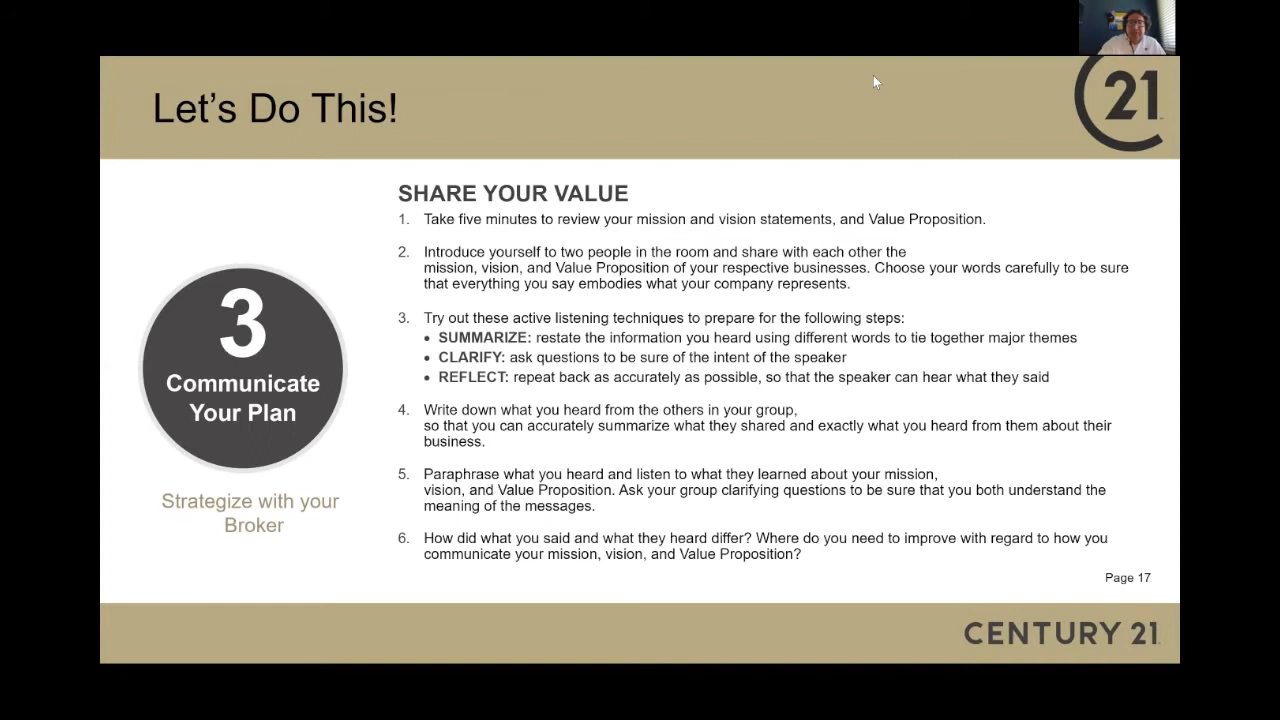 Let's Do This!
21
SHARE YOUR VALUE
1. Take five minutes to review your mission and vision statements, and Value Proposition.
2. Introduce yourself to two people in the room and share with each other the
mission, vision, and Value Proposition of your respective businesses. Choose your words carefully to be sure
that everything you say embodies what your company represents.
3. Try out these active listening techniques to prepare for the following steps:
• SUMMARIZE: restate the information you heard using different words to tie together major themes
• CLARIFY: ask questions to be sure of the intent of the speaker
• REFLECT: repeat back as accurately as possible, so that the speaker can hear what they said
4. Write down what you heard from the others in your group,
so that you can accurately summarize what they shared and exactly what you heard from them about their
business.
5. Paraphrase what you heard and listen to what they learned about your mission,
vision, and Value Proposition. Ask your group clarifying questions to be sure that you both understand the
meaning of the messages.
6. How did what you said and what they heard differ? Where do you need to improve with regard to how you
communicate your mission, vision, and Value Proposition?
3
Communicate
Your Plan
Strategize with your
Broker
Page 17
CENTURY 21